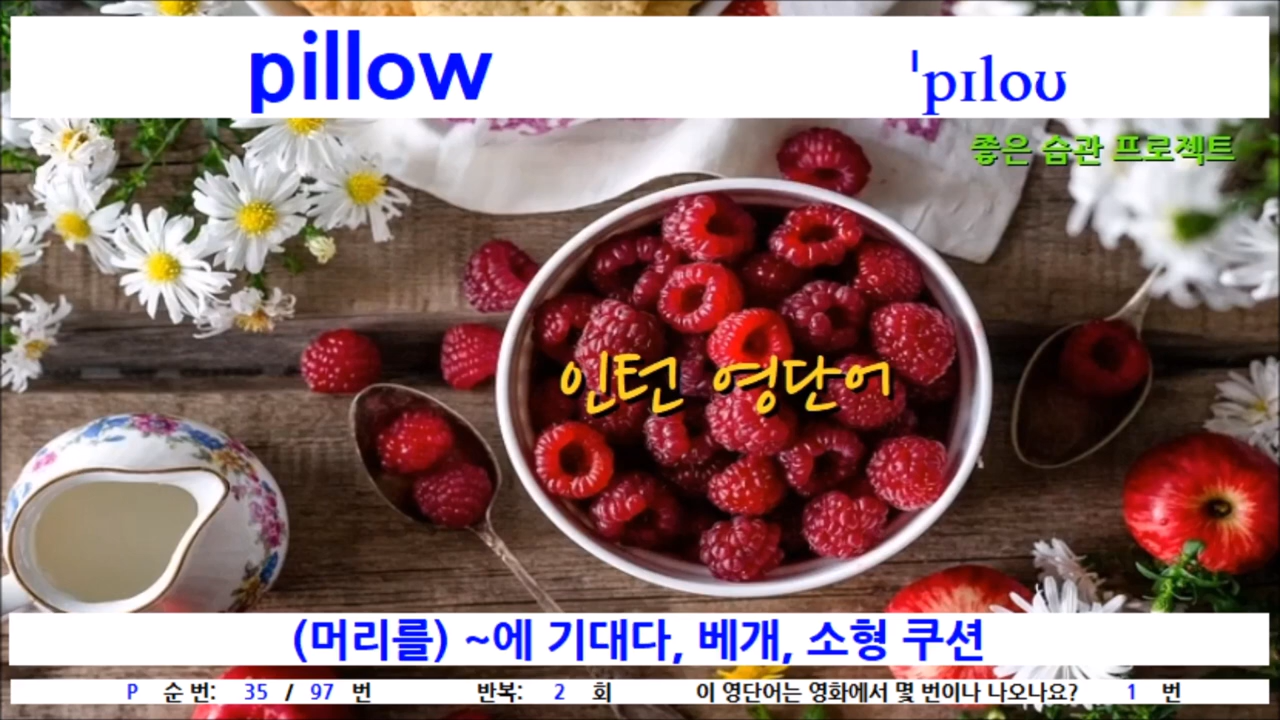 pillow ˈpɪloʊ
좋은 습관 프로젝트
인턴 영단어
(머리를) ~에 기대다, 베개, 소형 쿠션
P 순 번: 35 / 97 번 반복: 2 회 이 영단어는 영화에서 몇 번이나 나오나요? 1 번